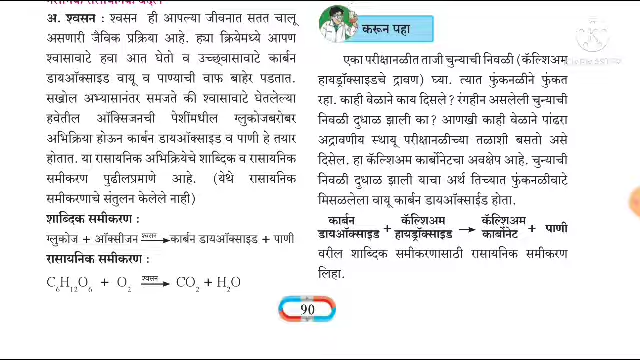 अ. श्वसन : श्वसन ही आपल्या जीवनात सतत चालू
असणारी जैविक प्रक्रिया आहे. ह्या क्रियेमध्ये आपण
श्वासावाटे हवा आत घेतो व उच्छ्वासावाटे कार्बन
डायऑक्साइड वायू व पाण्याची वाफ बाहेर पडतात.
सखोल अभ्यासानंतर समजते की श्वासावाटे घेतलेल्या
हवेतील ऑक्सिजनची पेशींमधील ग्लुकोजबरोबर
अभिक्रिया होऊन कार्बन डायऑक्साइड व पाणी हे तयार
होतात. या रासायनिक अभिक्रियेचे शाब्दिक व रासायनिक
समीकरण पुढीलप्रमाणे आहे. (येथे रासायनिक
समीकरणाचे संतुलन केलेले नाही)
शाब्दिक समीकरण :
ग्लुकोज + ऑक्सीजन श्वसन→ कार्बन डायऑक्साइड + पाणी
रासायनिक समीकरण :
C₆H₁₂O₆ + O₂ श्वसन→ CO₂ + H₂O
करून पहा
एका परीक्षानळीत ताजी चुन्याची निवळी (कॅल्शिअम
हायड्रॉक्साइडचे द्रावण) घ्या. त्यात फुंकनळीने फुंकत
रहा. काही वेळाने काय दिसले? रंगहीन असलेली चुन्याची
निवळी दुधाळ झाली का? आणखी काही वेळाने पांढरा
अद्रावणीय स्थायू परीक्षानळीच्या तळाशी बसतो असे
दिसेल. हा कॅल्शिअम कार्बोनेटचा अवक्षेप आहे. चुन्याची
निवळी दुधाळ झाली याचा अर्थ तिच्यात फुंकनळीवाटे
मिसळलेला वायू कार्बन डायऑक्साईड होता.
कार्बन डायऑक्साइड + कॅल्शिअम हायड्रॉक्साइड → कॅल्शिअम कार्बोनेट + पाणी
वरील शाब्दिक समीकरणासाठी रासायनिक समीकरण
लिहा.
90